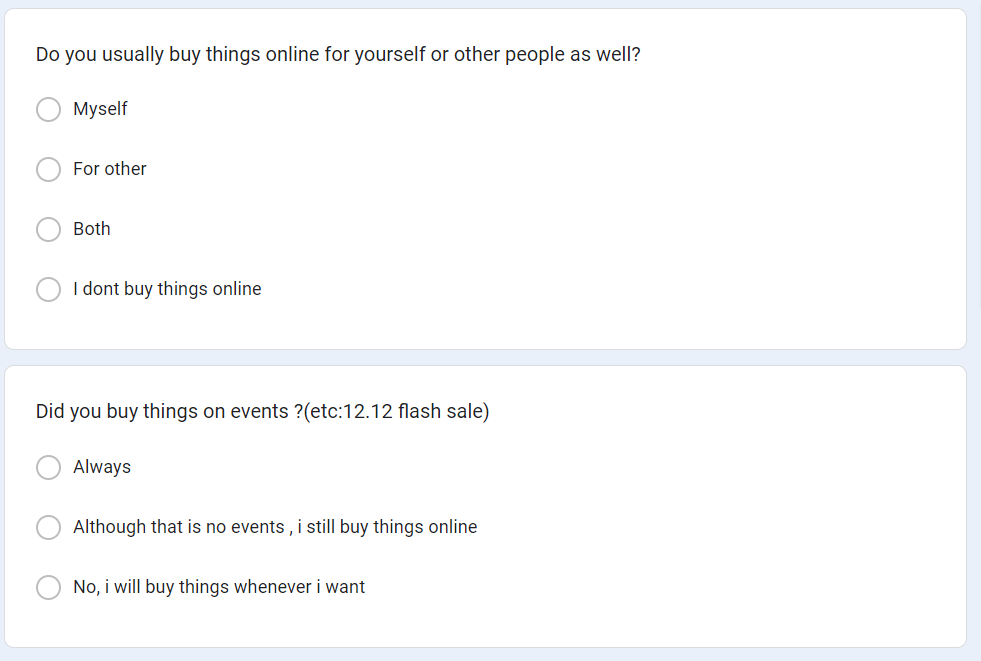 Do you usually buy things online for yourself or other people as well?
Myself
For other
Both
I dont buy things online
Did you buy things on events ?(etc:12.12 flash sale)
Always
Although that is no events , i still buy things online
No, i will buy things whenever i want